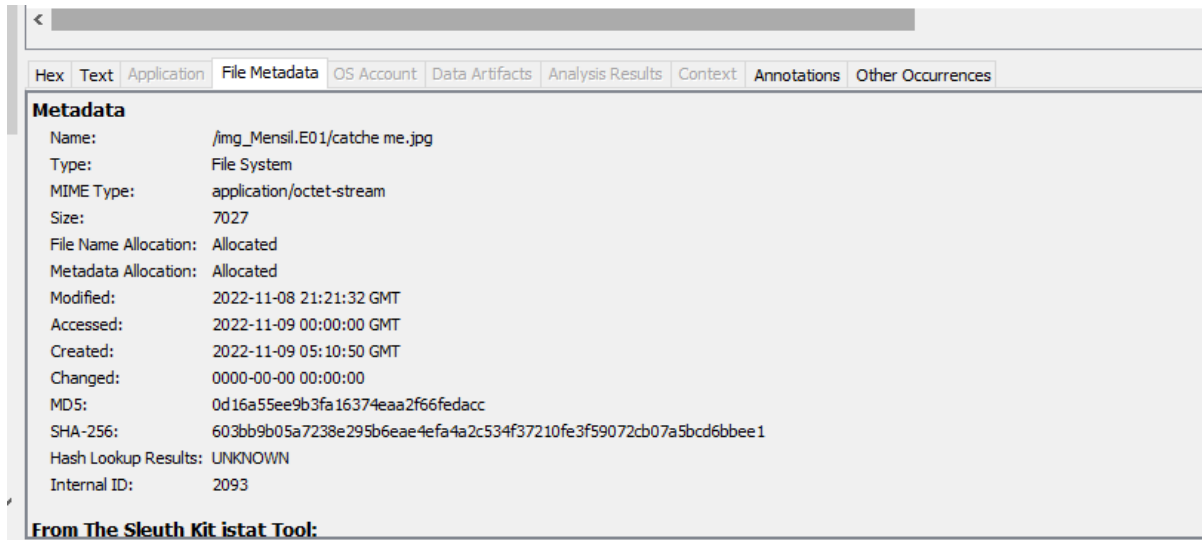 Hex Text Application File Metadata OS Account Data Artifacts Analysis Results Context Annotations Other Occurrences
Metadata
Name: /img_Mensil.E01/catche me.jpg
Type: File System
MIME Type: application/octet-stream
Size: 7027
File Name Allocation: Allocated
Metadata Allocation: Allocated
Modified: 2022-11-08 21:21:32 GMT
Accessed: 2022-11-09 00:00:00 GMT
Created: 2022-11-09 05:10:50 GMT
Changed: 0000-00-00 00:00:00
MD5: 0d16a55ee9b3fa16374eaa2f66fedacc
SHA-256: 603bb9b05a7238e295b6eae4efa4a2c534f37210fe3f59072cb07a5bcd6bbee1
Hash Lookup Results: UNKNOWN
Internal ID: 2093
From The Sleuth Kit istat Tool: